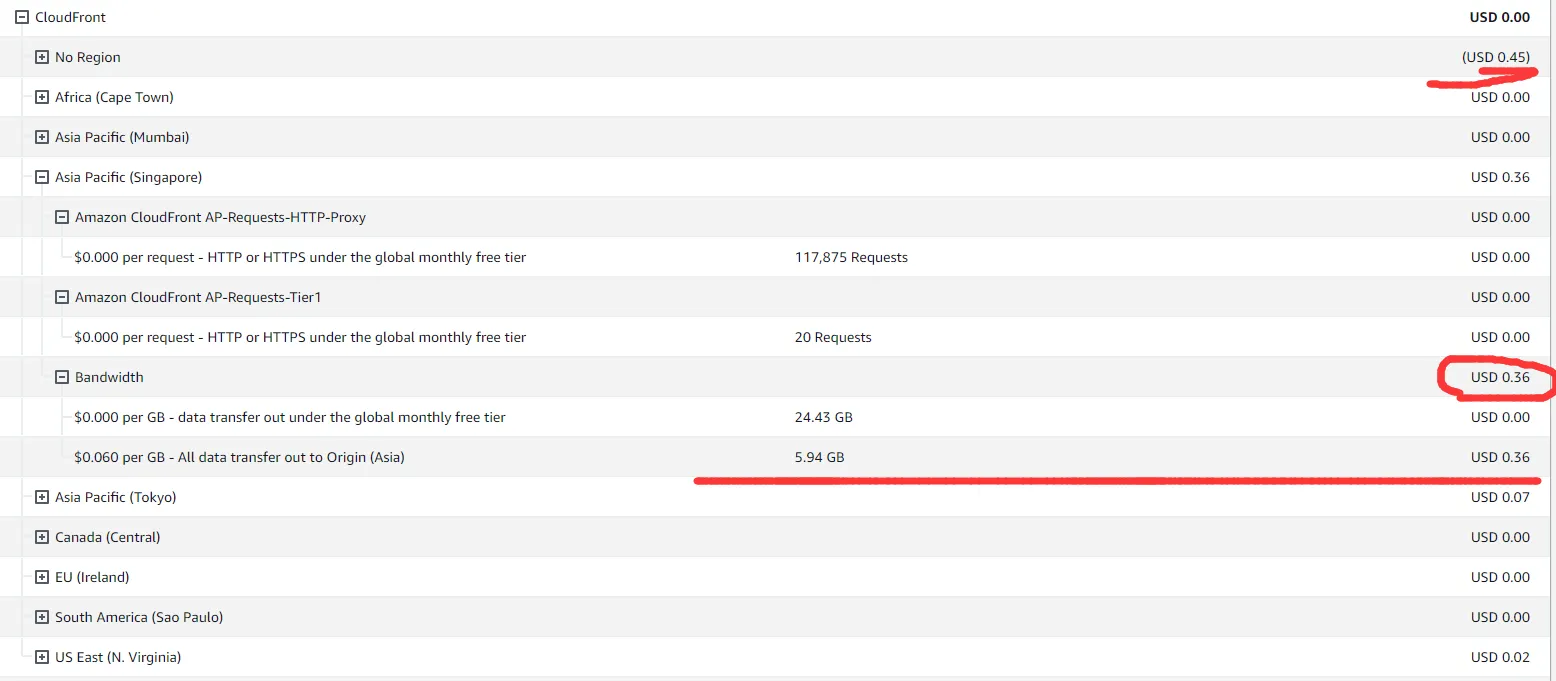 CloudFront USD 0.00
No Region (USD 0.45)
Africa (Cape Town) USD 0.00
Asia Pacific (Mumbai) USD 0.00
Asia Pacific (Singapore) USD 0.36
Amazon CloudFront AP-Requests-HTTP-Proxy USD 0.00
$0.000 per request - HTTP or HTTPS under the global monthly free tier 117,875 Requests USD 0.00
Amazon CloudFront AP-Requests-Tier1 USD 0.00
$0.000 per request - HTTP or HTTPS under the global monthly free tier 20 Requests USD 0.00
Bandwidth USD 0.36
$0.000 per GB - data transfer out under the global monthly free tier 24.43 GB USD 0.00
$0.060 per GB - All data transfer out to Origin (Asia) 5.94 GB USD 0.36
Asia Pacific (Tokyo) USD 0.07
Canada (Central) USD 0.00
EU (Ireland) USD 0.00
South America (Sao Paulo) USD 0.00
US East (N. Virginia) USD 0.02